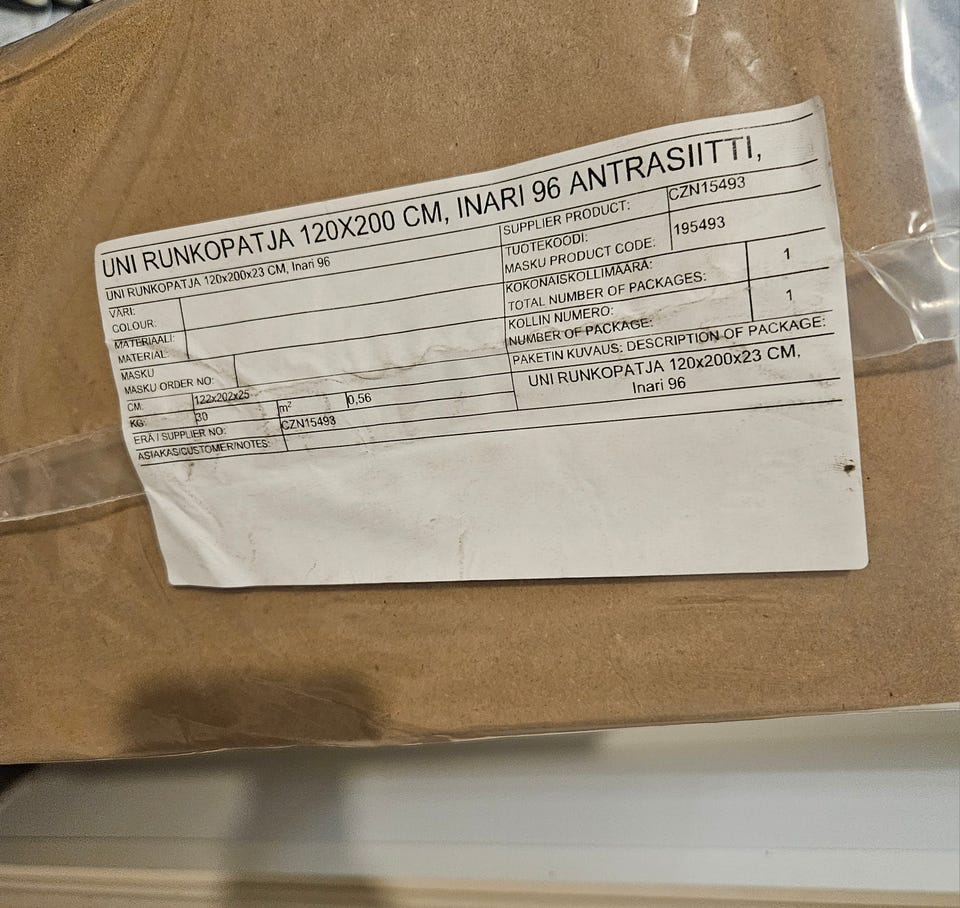 UNI RUNKOPATJA 120X200 CM, INARI 96 ANTRASIITTI,
UNI RUNKOPATJA 120x200x23 CM, Inari 96
VÄRI:
COLOUR:
MATERIAALI:
MATERIAL:
MASKU
MASKU ORDER NO:
CM: 122x202x25
KG: 30 m² 0,56
ERÄ / SUPPLIER NO: CZN15493
ASIAKAS/CUSTOMER/NOTES:
SUPPLIER PRODUCT: CZN15493
TUOTEKOODI:
MASKU PRODUCT CODE: 195493
KOKONAISKOLLIMÄÄRÄ:
TOTAL NUMBER OF PACKAGES: 1
KOLLIN NUMERO:
NUMBER OF PACKAGE: 1
PAKETIN KUVAUS: DESCRIPTION OF PACKAGE:
UNI RUNKOPATJA 120x200x23 CM,
Inari 96